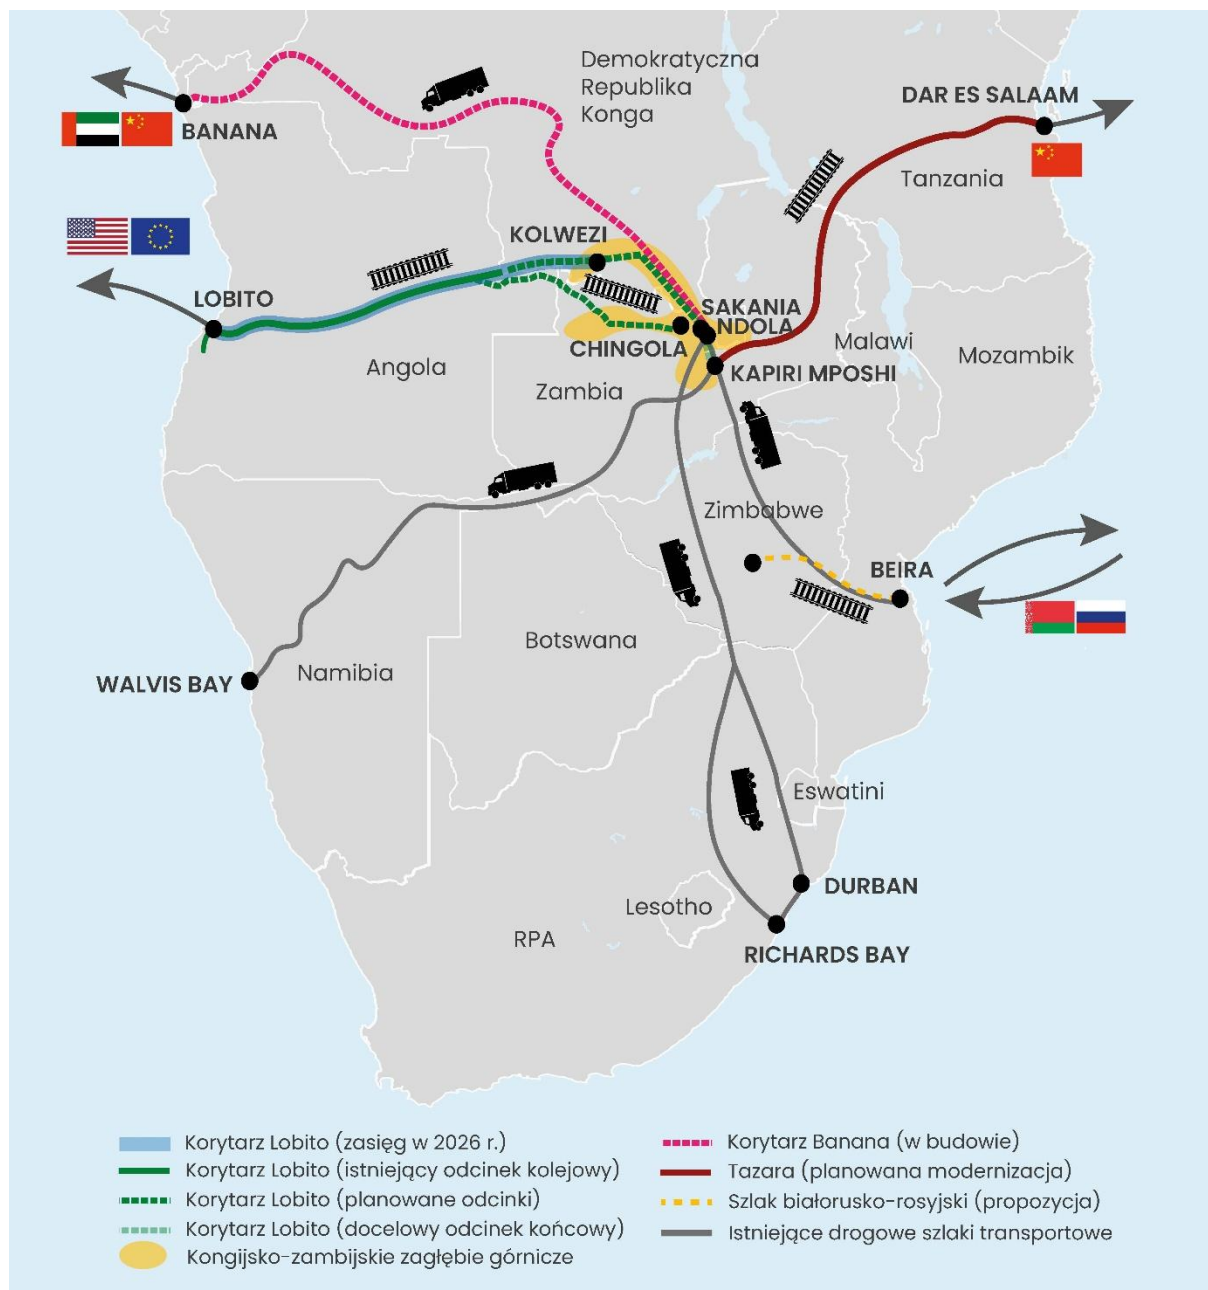 Demokratyczna
Republika
Konga
DAR ES SALAAM
BANANA
Tanzania
KOLWEZI
LOBITO
SAKANIA
NDOLA
CHINGOLA
Malawi
Mozambik
Angola
KAPIRI MPOSHI
Zambia
Zimbabwe
BEIRA
Botswana
Namibia
WALVIS BAY
Eswatini
DURBAN
Lesotho
RPA
RICHARDS BAY
Korytarz Lobito (zasięg w 2026 r.)
Korytarz Lobito (istniejący odcinek kolejowy)
Korytarz Lobito (planowane odcinki)
Korytarz Lobito (docelowy odcinek końcowy)
Kongijsko-zambijskie zagłębie górnicze
Korytarz Banana (w budowie)
Tazara (planowana modernizacja)
Szlak białorusko-rosyjski (propozycja)
Istniejące drogowe szlaki transportowe